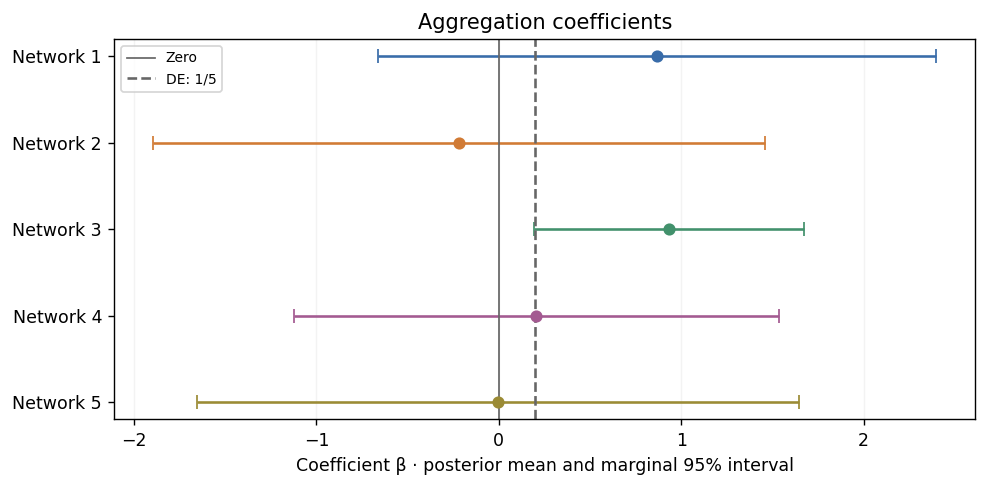 Aggregation coefficients
Network 1
Network 2
Network 3
Network 4
Network 5
Zero
DE: 1/5
−2
−1
0
1
2
Coefficient β · posterior mean and marginal 95% interval